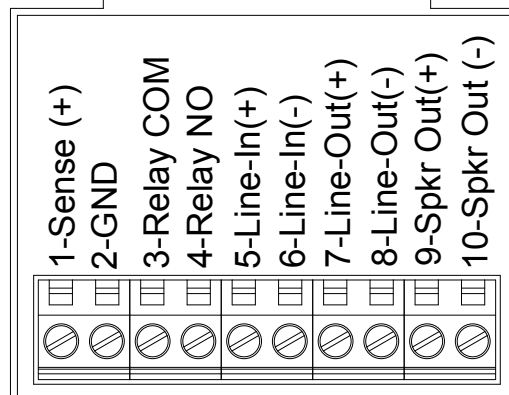 1-Sense (+)
2-GND
3-Relay COM
4-Relay NO
5-Line-In(+)
6-Line-In(-)
7-Line-Out(+)
8-Line-Out(-)
9-Spkr Out(+)
10-Spkr Out (-)